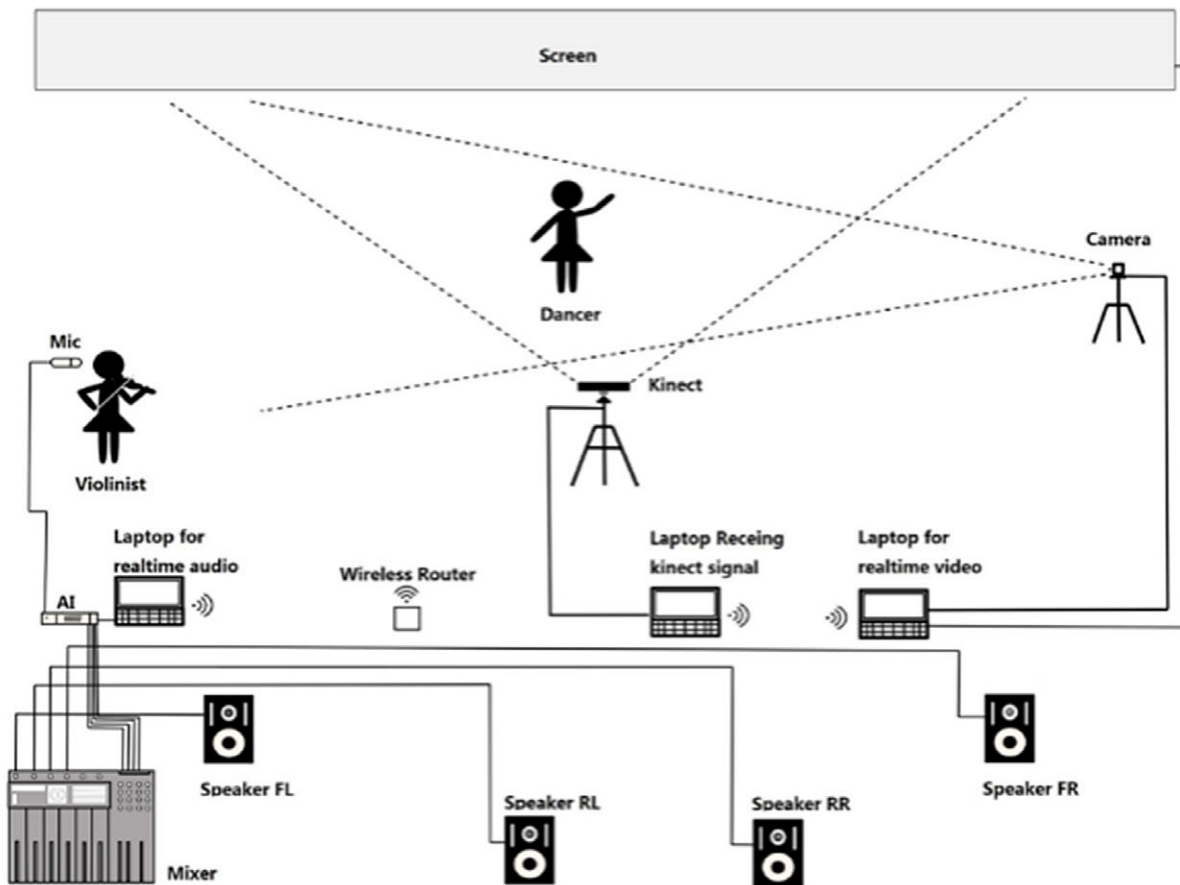 Screen
Camera
Dancer
Mic
Kinect
Violinist
Laptop for
realtime audio
Wireless Router
Laptop Receing
kinect signal
Laptop for
realtime video
AI
Speaker FL
Speaker RL
Speaker RR
Speaker FR
Mixer